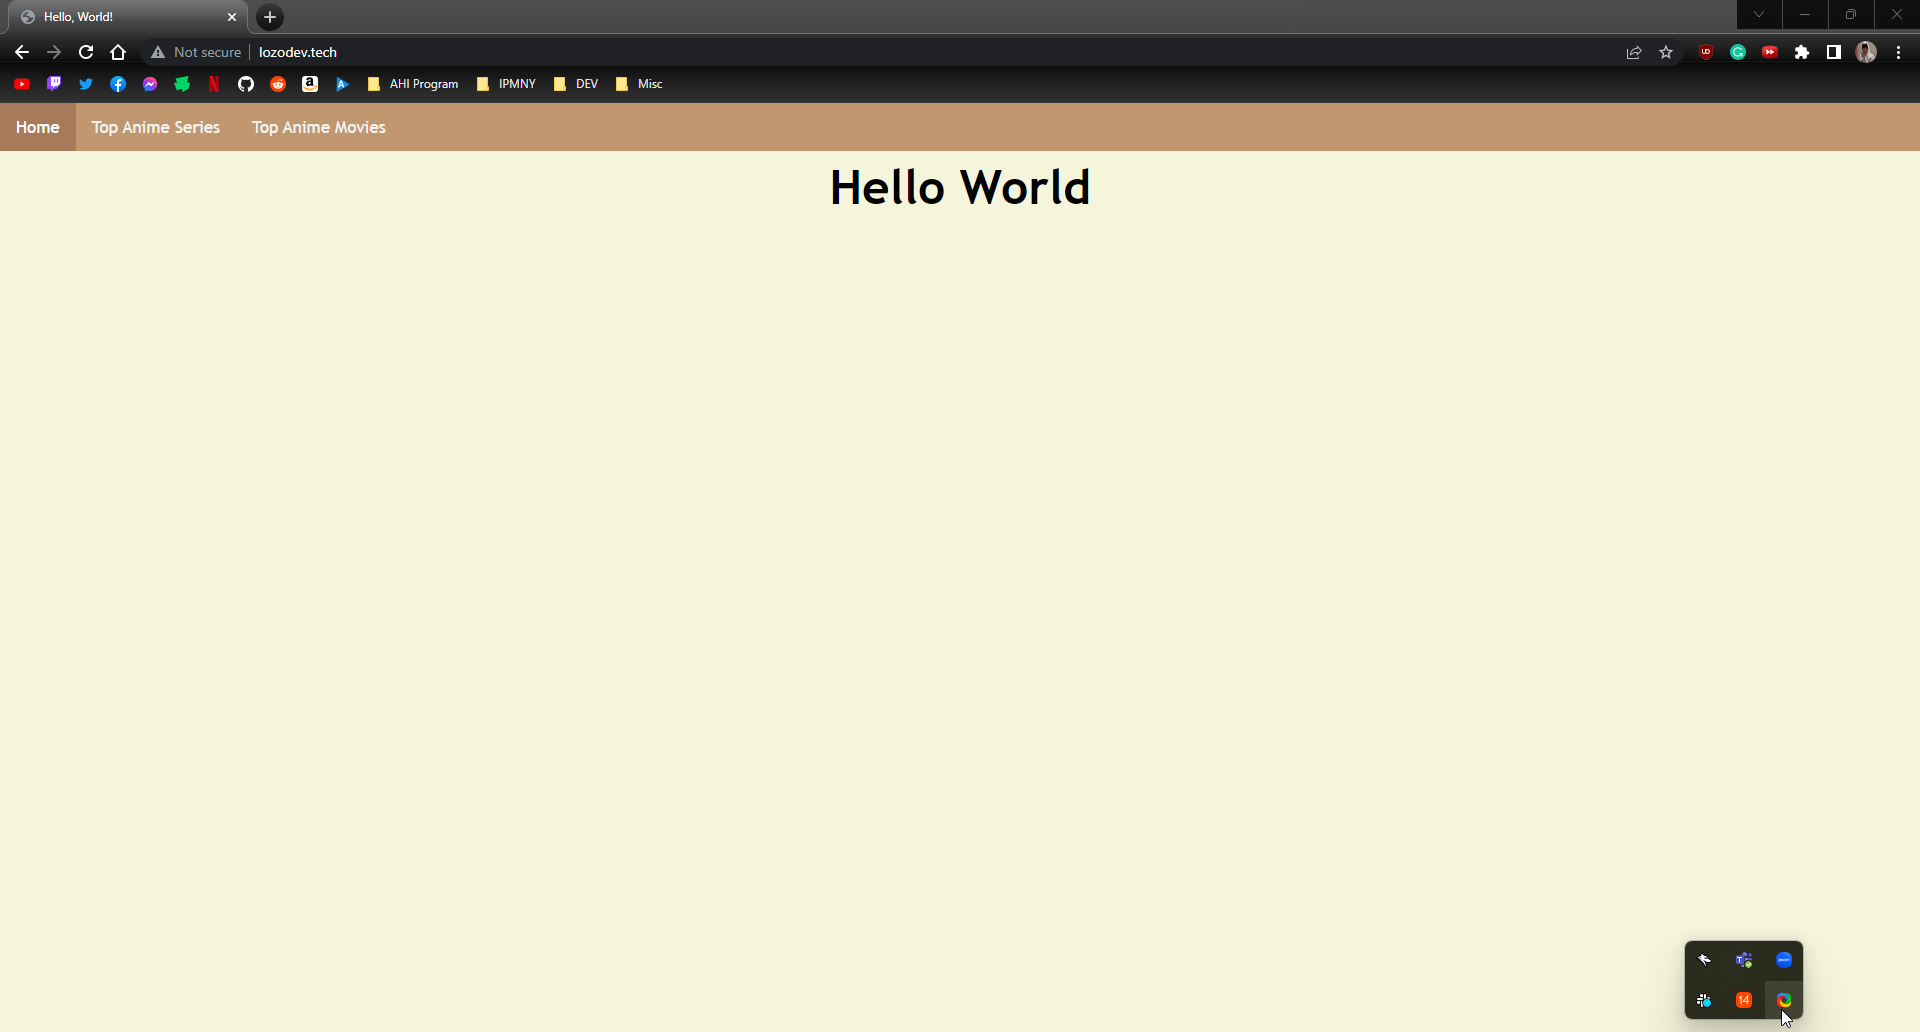 Hello, World!
Not secure lozodev.tech
AHI Program IPMNY DEV Misc
Home Top Anime Series Top Anime Movies
Hello World
14